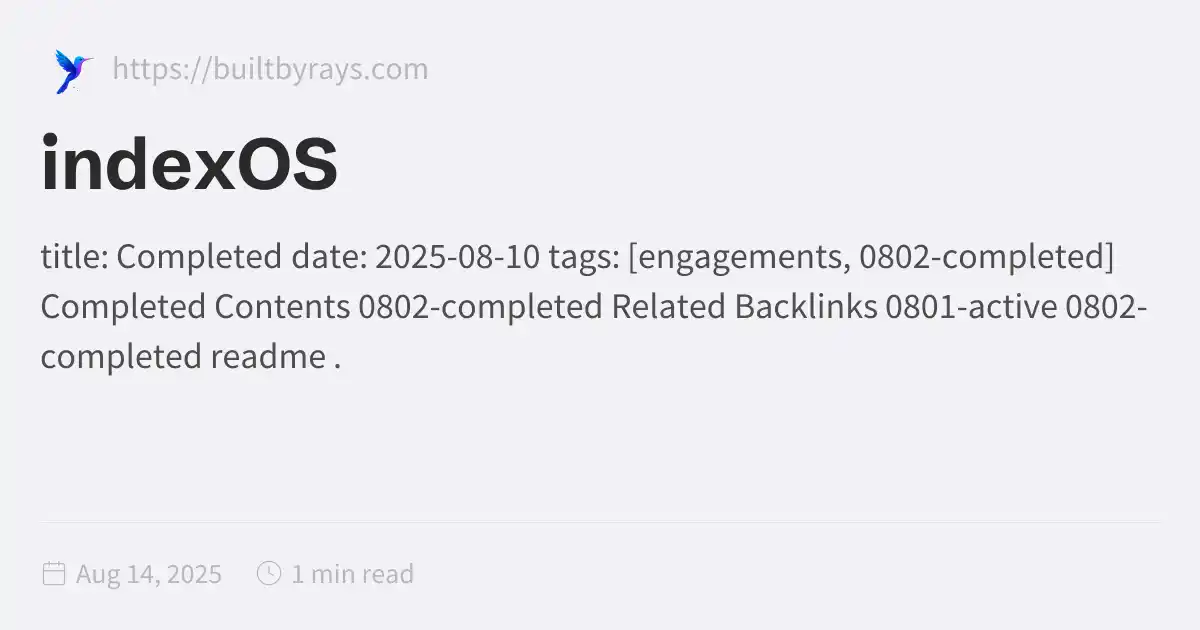 https://builtbyrays.com
indexOS
title: Completed date: 2025-08-10 tags: [engagements, 0802-completed]
Completed Contents 0802-completed Related Backlinks 0801-active 0802-
completed readme .
Aug 14, 2025 1 min read